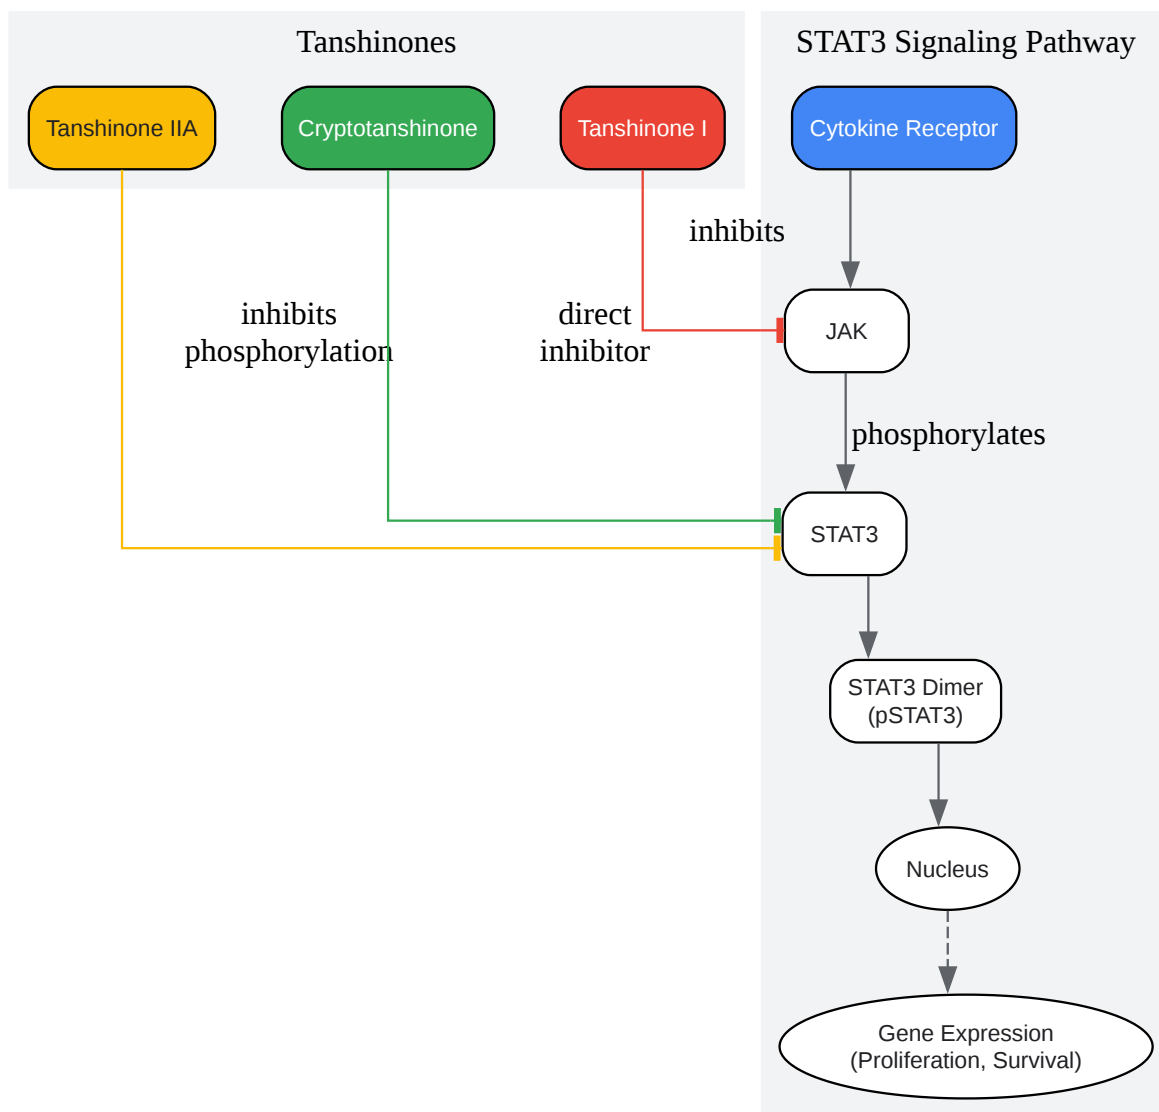 Tanshinones
STAT3 Signaling Pathway
Tanshinone IIA
Cryptotanshinone
Tanshinone I
Cytokine Receptor
inhibits
inhibits
phosphorylation
direct
inhibitor
JAK
phosphorylates
STAT3
STAT3 Dimer
(pSTAT3)
Nucleus
Gene Expression
(Proliferation, Survival)